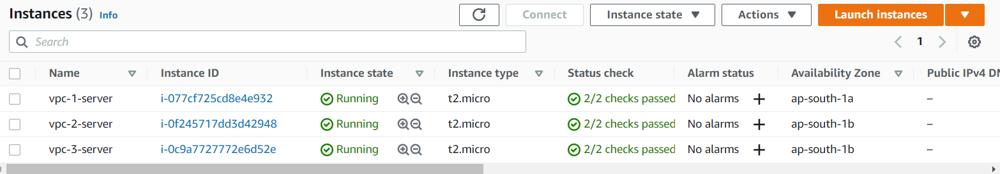 Instances (3) Info Connect Instance state Actions Launch instances
Search 1
Name Instance ID Instance state Instance type Status check Alarm status Availability Zone Public IPv4 DN
vpc-1-server i-077cf725cd8e4e932 Running t2.micro 2/2 checks passed No alarms + ap-south-1a –
vpc-2-server i-0f245717dd3d42948 Running t2.micro 2/2 checks passed No alarms + ap-south-1b –
vpc-3-server i-0c9a7727772e6d52e Running t2.micro 2/2 checks passed No alarms + ap-south-1b –